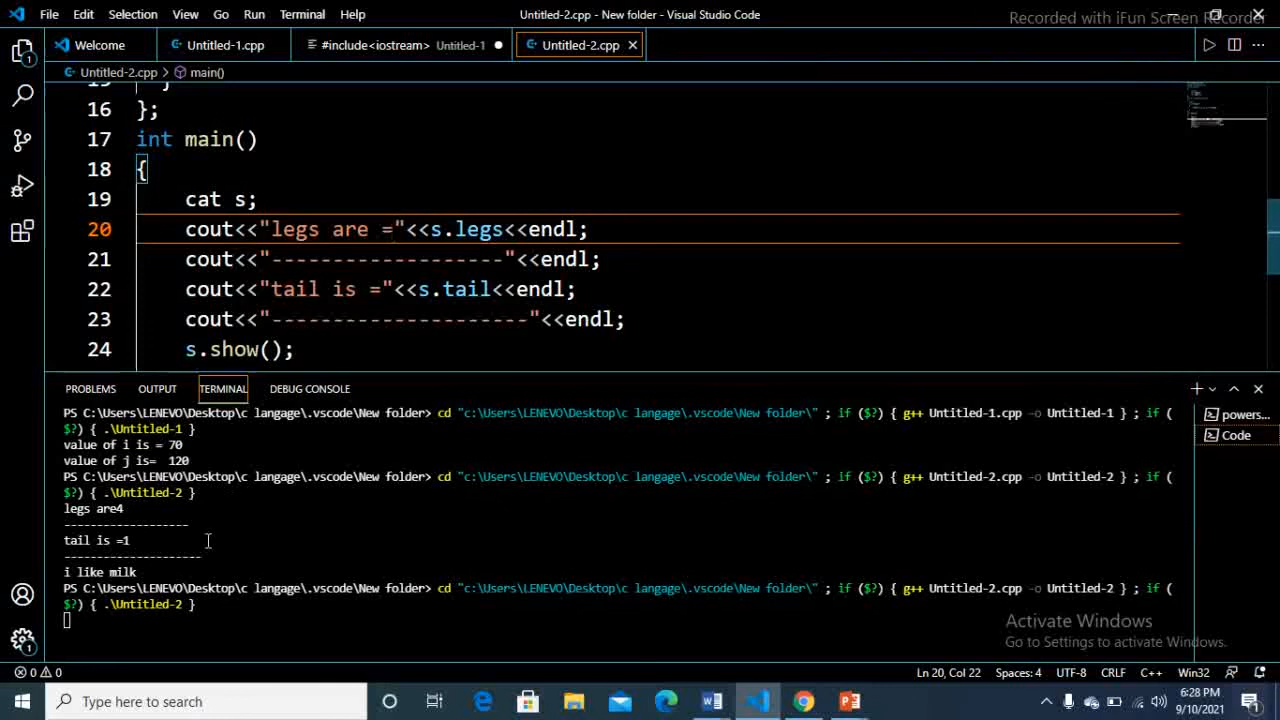 File Edit Selection View Go Run Terminal Help
Untitled-2.cpp - New folder - Visual Studio Code
Recorded with iFun Screen Recorder
Welcome
Untitled-1.cpp
#include<iostream> Untitled-1
Untitled-2.cpp
Untitled-2.cpp > main()
16 };
17 int main()
18 {
19 cat s;
20 cout<<"legs are ="<<s.legs<<endl;
21 cout<<"-------------------"<<endl;
22 cout<<"tail is ="<<s.tail<<endl;
23 cout<<"---------------------"<<endl;
24 s.show();
PROBLEMS OUTPUT TERMINAL DEBUG CONSOLE
PS C:\Users\LENEVO\Desktop\c langage\.vscode\New folder> cd "c:\Users\LENEVO\Desktop\c langage\.vscode\New folder\" ; if ($?) { g++ Untitled-1.cpp -o Untitled-1 } ; if (
$?) { .\Untitled-1 }
value of i is = 70
value of j is=  120
PS C:\Users\LENEVO\Desktop\c langage\.vscode\New folder> cd "c:\Users\LENEVO\Desktop\c langage\.vscode\New folder\" ; if ($?) { g++ Untitled-2.cpp -o Untitled-2 } ; if (
$?) { .\Untitled-2 }
legs are4
-------------------
tail is =1
---------------------
i like milk
PS C:\Users\LENEVO\Desktop\c langage\.vscode\New folder> cd "c:\Users\LENEVO\Desktop\c langage\.vscode\New folder\" ; if ($?) { g++ Untitled-2.cpp -o Untitled-2 } ; if (
$?) { .\Untitled-2 }
powers...
Code
Activate Windows
Go to Settings to activate Windows.
0 0
Ln 20, Col 22 Spaces: 4 UTF-8 CRLF C++ Win32
Type here to search
6:28 PM
9/10/2021